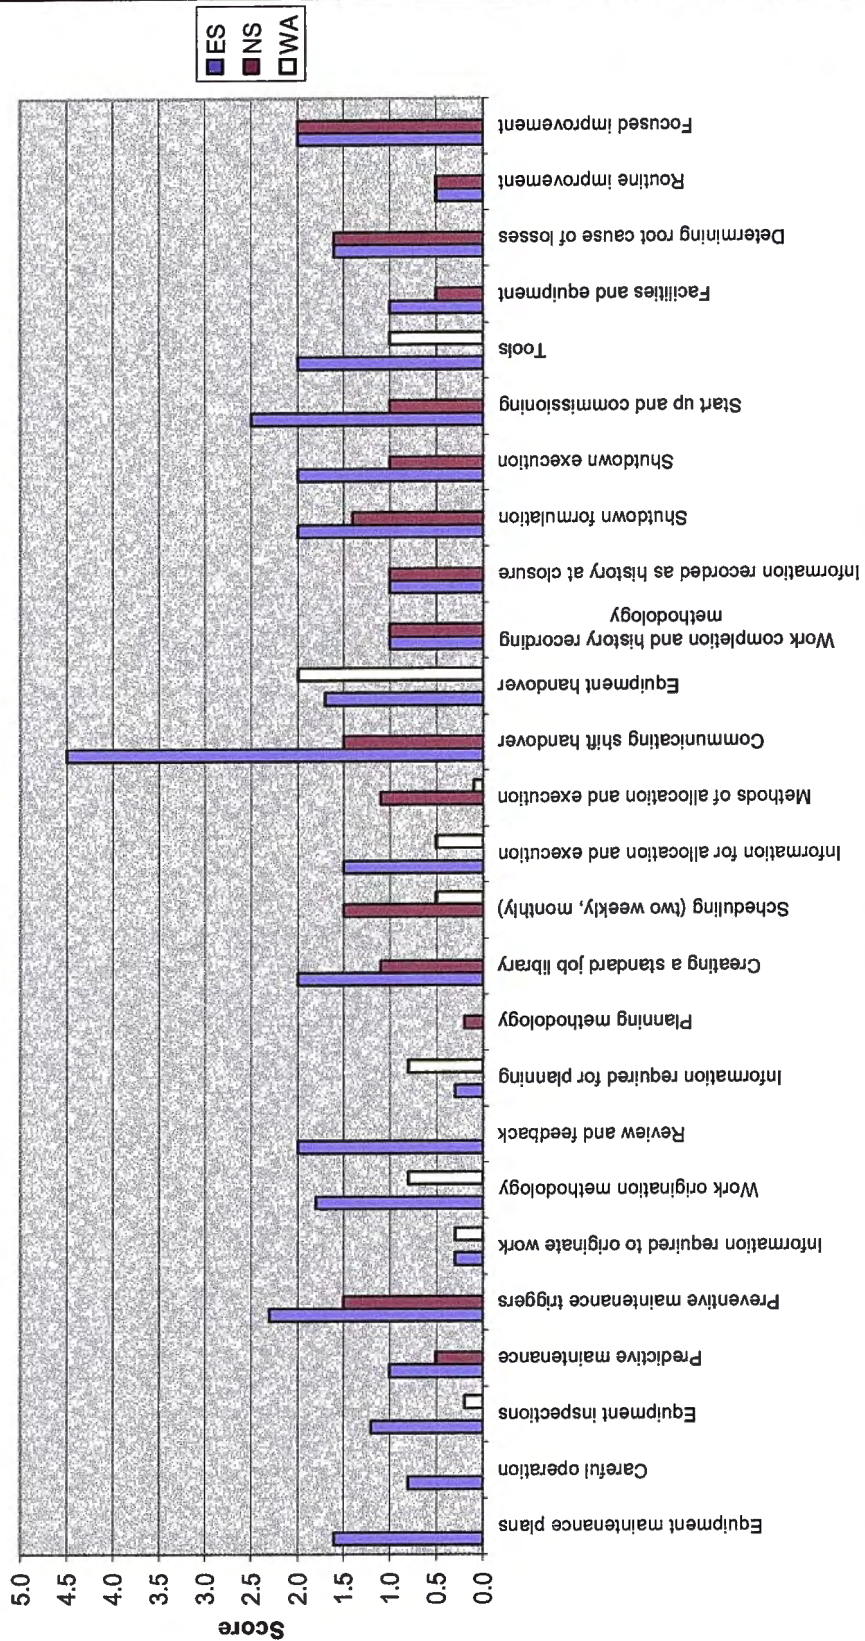 ES
NS
WA
5.0
4.5
4.0
3.5
3.0
2.5
2.0
1.5
1.0
0.5
0.0
Score
Equipment maintenance plans
Careful operation
Equipment inspections
Predictive maintenance
Preventive maintenance triggers
Information required to originate work
Work origination methodology
Review and feedback
Information required for planning
Planning methodology
Creating a standard job library
Scheduling (two weekly, monthly)
Information for allocation and execution
Methods of allocation and execution
Communicating shift handover
Equipment handover
Work completion and history recording
methodology
Information recorded as history at closure
Shutdown formulation
Shutdown execution
Start up and commissioning
Tools
Facilities and equipment
Determining root cause of losses
Routine improvement
Focused improvement